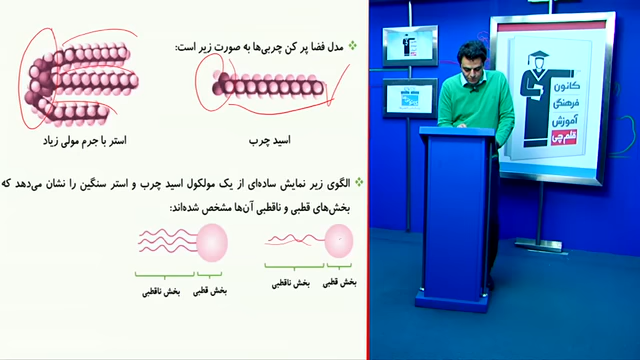 مدل فضا پر کن چربی‌ها به صورت زیر است:
استر با جرم مولی زیاد
اسید چرب
الگوی زیر نمایش ساده‌ای از یک مولکول اسید چرب و استر سنگین را نشان می‌دهد که
بخش‌های قطبی و ناقطبی آن‌ها مشخص شده‌اند:
بخش قطبی
بخش ناقطبی
بخش قطبی
بخش ناقطبی
کانون
فرهنگی
آموزش
قلم‌چی